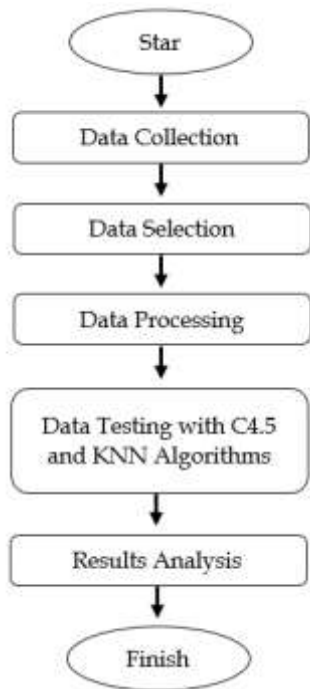 Star
Data Collection
Data Selection
Data Processing
Data Testing with C4.5
and KNN Algorithms
Results Analysis
Finish